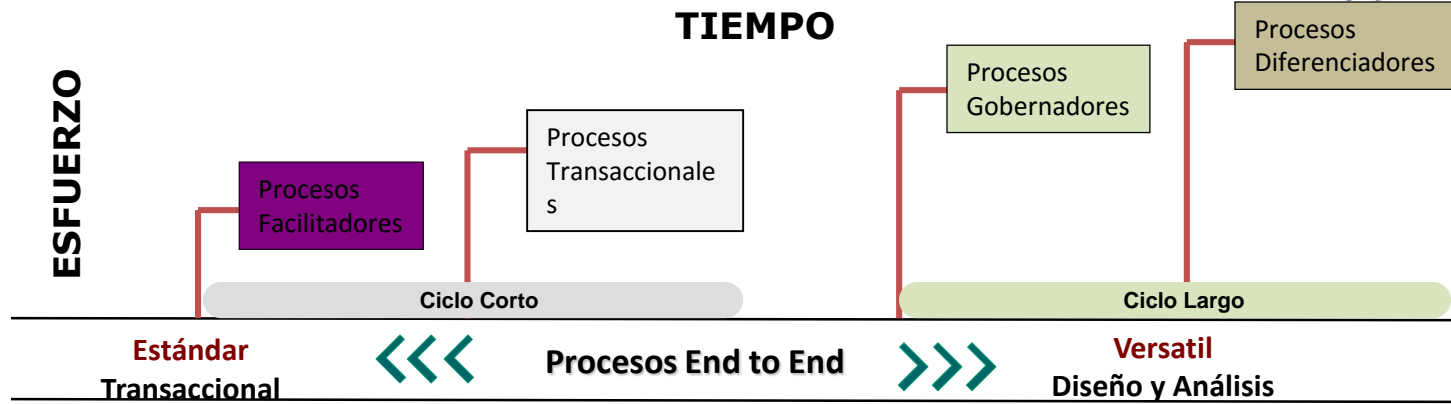 TIEMPO
ESFUERZO
Procesos
Facilitadores
Procesos
Transaccionale
s
Procesos
Gobernadores
Procesos
Diferenciadores
Ciclo Corto
Ciclo Largo
Estándar
Transaccional
Procesos End to End
Versatil
Diseño y Análisis